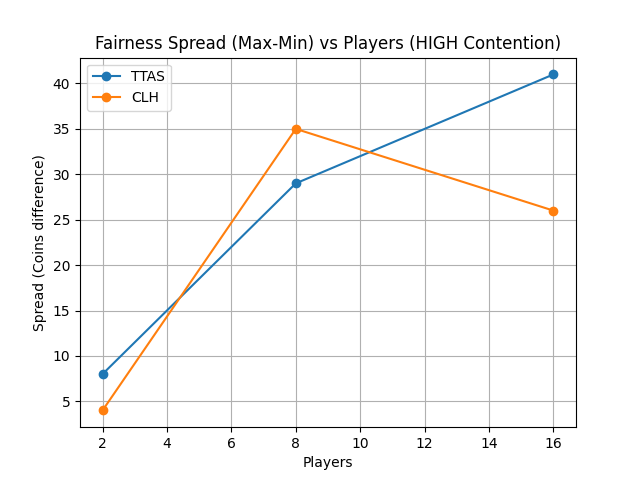 Fairness Spread (Max-Min) vs Players (HIGH Contention)
TTAS
CLH
Spread (Coins difference)
40
35
30
25
20
15
10
5
2 4 6 8 10 12 14 16
Players